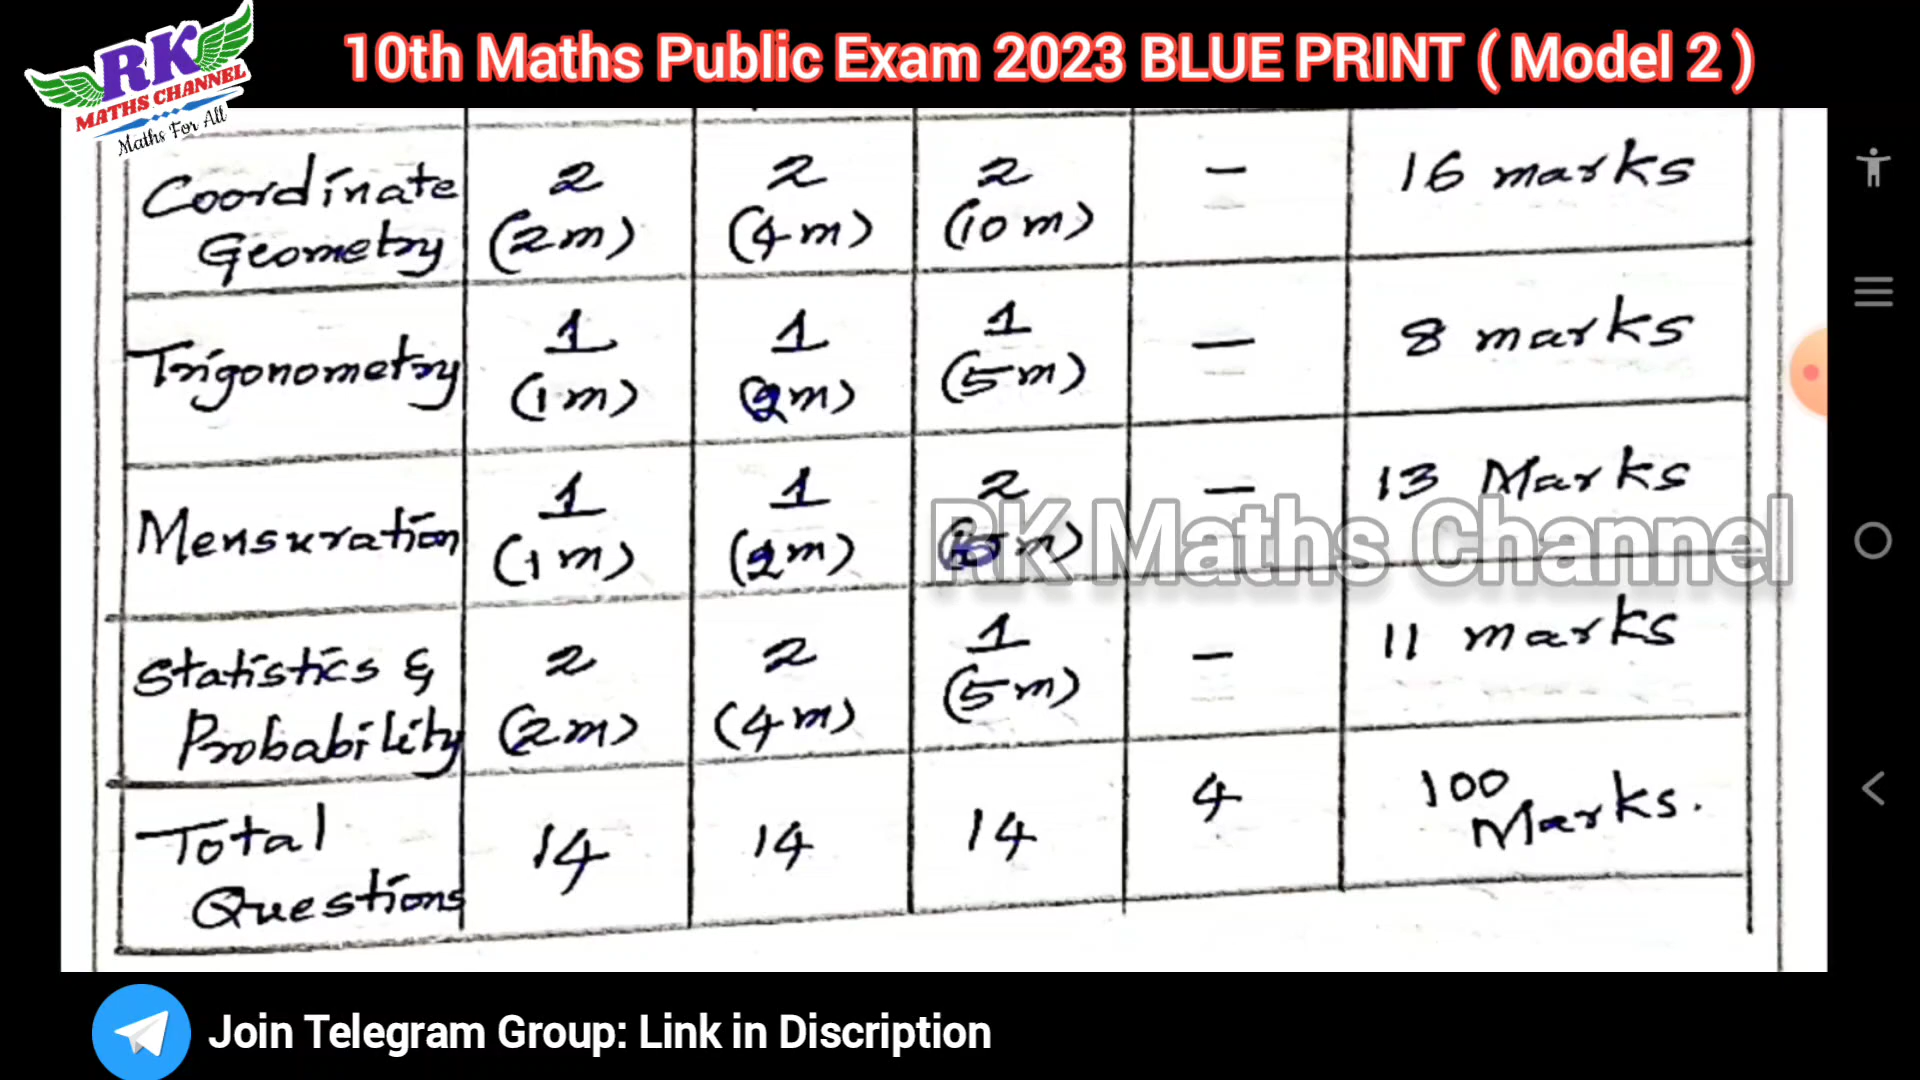 RK
MATHS CHANNEL
Maths For All
10th Maths Public Exam 2023 BLUE PRINT ( Model 2 )
Coordinate Geometry 2 (2m) 2 (4m) 2 (10m) - 16 marks
Trigonometry 1 (1m) 1 (2m) 1 (5m) - 8 marks
Mensuration 1 (1m) 1 (2m) 2 - 13 Marks
RK Maths Channel
Statistics & Probability 2 (2m) 2 (4m) 1 (5m) - 11 marks
Total Questions 14 14 14 4 100 Marks.
Join Telegram Group: Link in Discription